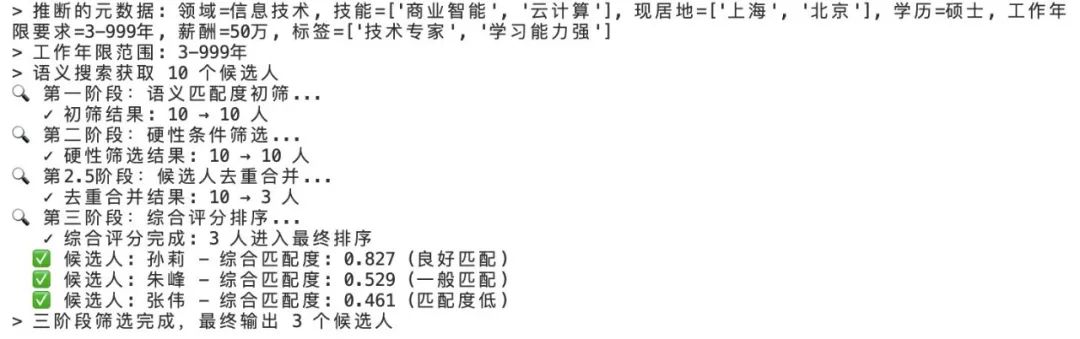 > 推断的元数据: 领域=信息技术, 技能=['商业智能', '云计算'], 现居地=['上海', '北京'], 学历=硕士, 工作年
限要求=3-999年, 薪酬=50万, 标签=['技术专家', '学习能力强']
> 工作年限范围: 3-999年
> 语义搜索获取 10 个候选人
🔍 第一阶段: 语义匹配度初筛...
✓ 初筛结果: 10 → 10 人
🔍 第二阶段: 硬性条件筛选...
✓ 硬性筛选结果: 10 → 10 人
🔍 第2.5阶段: 候选人去重合并...
✓ 去重合并结果: 10 → 3 人
🔍 第三阶段: 综合评分排序...
✓ 综合评分完成: 3 人进入最终排序
✅ 候选人: 孙莉 - 综合匹配度: 0.827 (良好匹配)
✅ 候选人: 朱峰 - 综合匹配度: 0.529 (一般匹配)
✅ 候选人: 张伟 - 综合匹配度: 0.461 (匹配度低)
> 三阶段筛选完成, 最终输出 3 个候选人